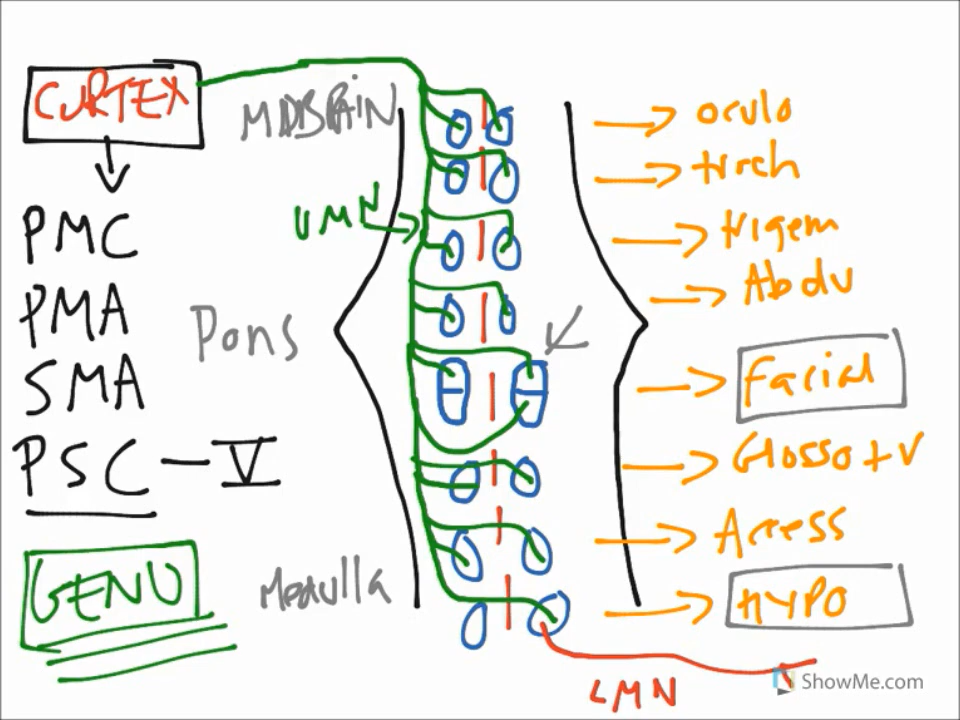 CORTEX
MIDBRAIN
PMC
PMA
SMA
PSC – V
GENU
UMN
Pons
Medulla
oculo
troch
trigem
Abdu
Facial
Glosso + V
Access
HYPO
LMN
ShowMe.com